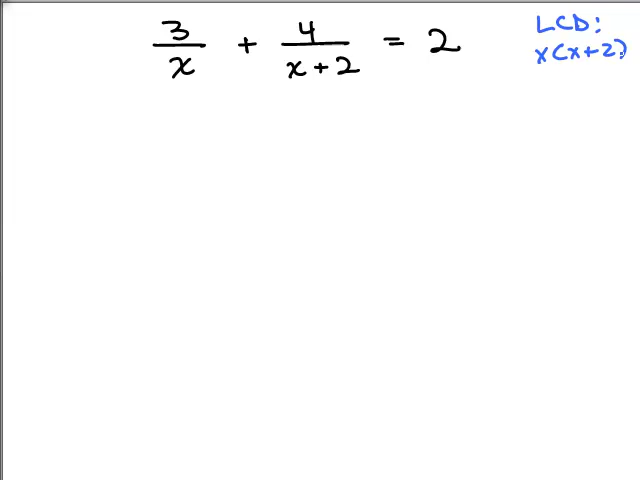 3/x + 4/(x+2) = 2
LCD:
x(x+2)